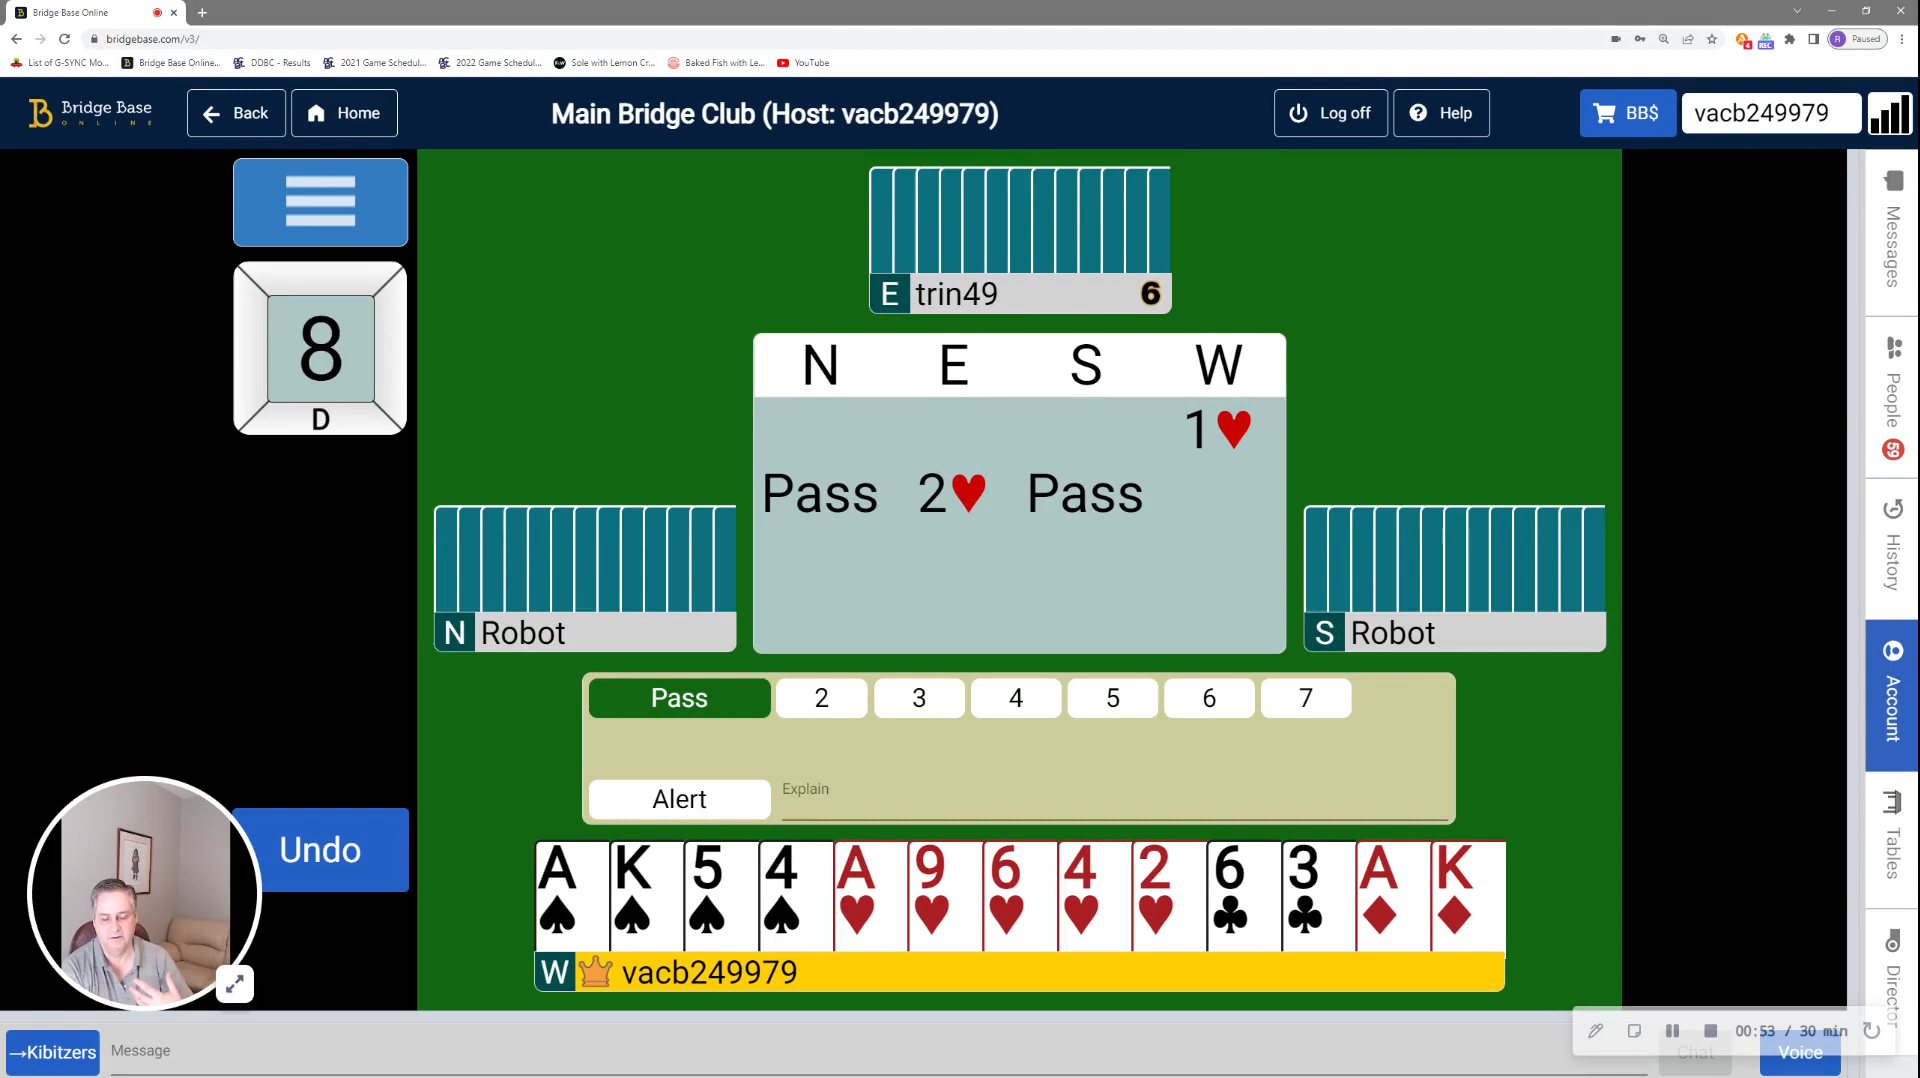 Bridge Base Online
bridgebase.com/v3/
Paused
List of G-SYNC Mo...
Bridge Base Online...
DDBC - Results
2021 Game Schedul...
2022 Game Schedul...
Sole with Lemon Cr...
Baked Fish with Le...
YouTube
Bridge Base
ONLINE
Back
Home
Main Bridge Club (Host: vacb249979)
Log off
Help
BB$
vacb249979
Messages
People
59
History
Account
Tables
Director
8
D
E trin49 6
N E S W
1♥
Pass 2♥ Pass
N Robot
S Robot
Pass 2 3 4 5 6 7
Alert
Explain
Undo
A K 5 4 A 9 6 4 2 6 3 A K
♠ ♠ ♠ ♠ ♥ ♥ ♥ ♥ ♥ ♣ ♣ ♦ ♦
W vacb249979
→Kibitzers
Message
00:53 / 30 min
Chat
Voice